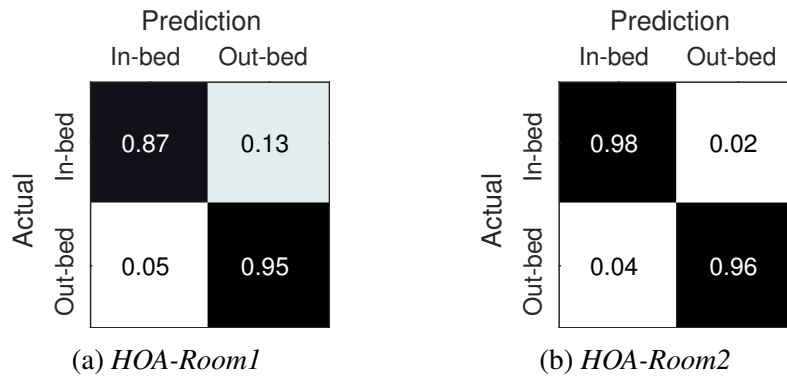 Prediction
In-bed Out-bed
Actual
In-bed
0.87 0.13
Out-bed
0.05 0.95
(a) HOA-Room1
Prediction
In-bed Out-bed
Actual
In-bed
0.98 0.02
Out-bed
0.04 0.96
(b) HOA-Room2